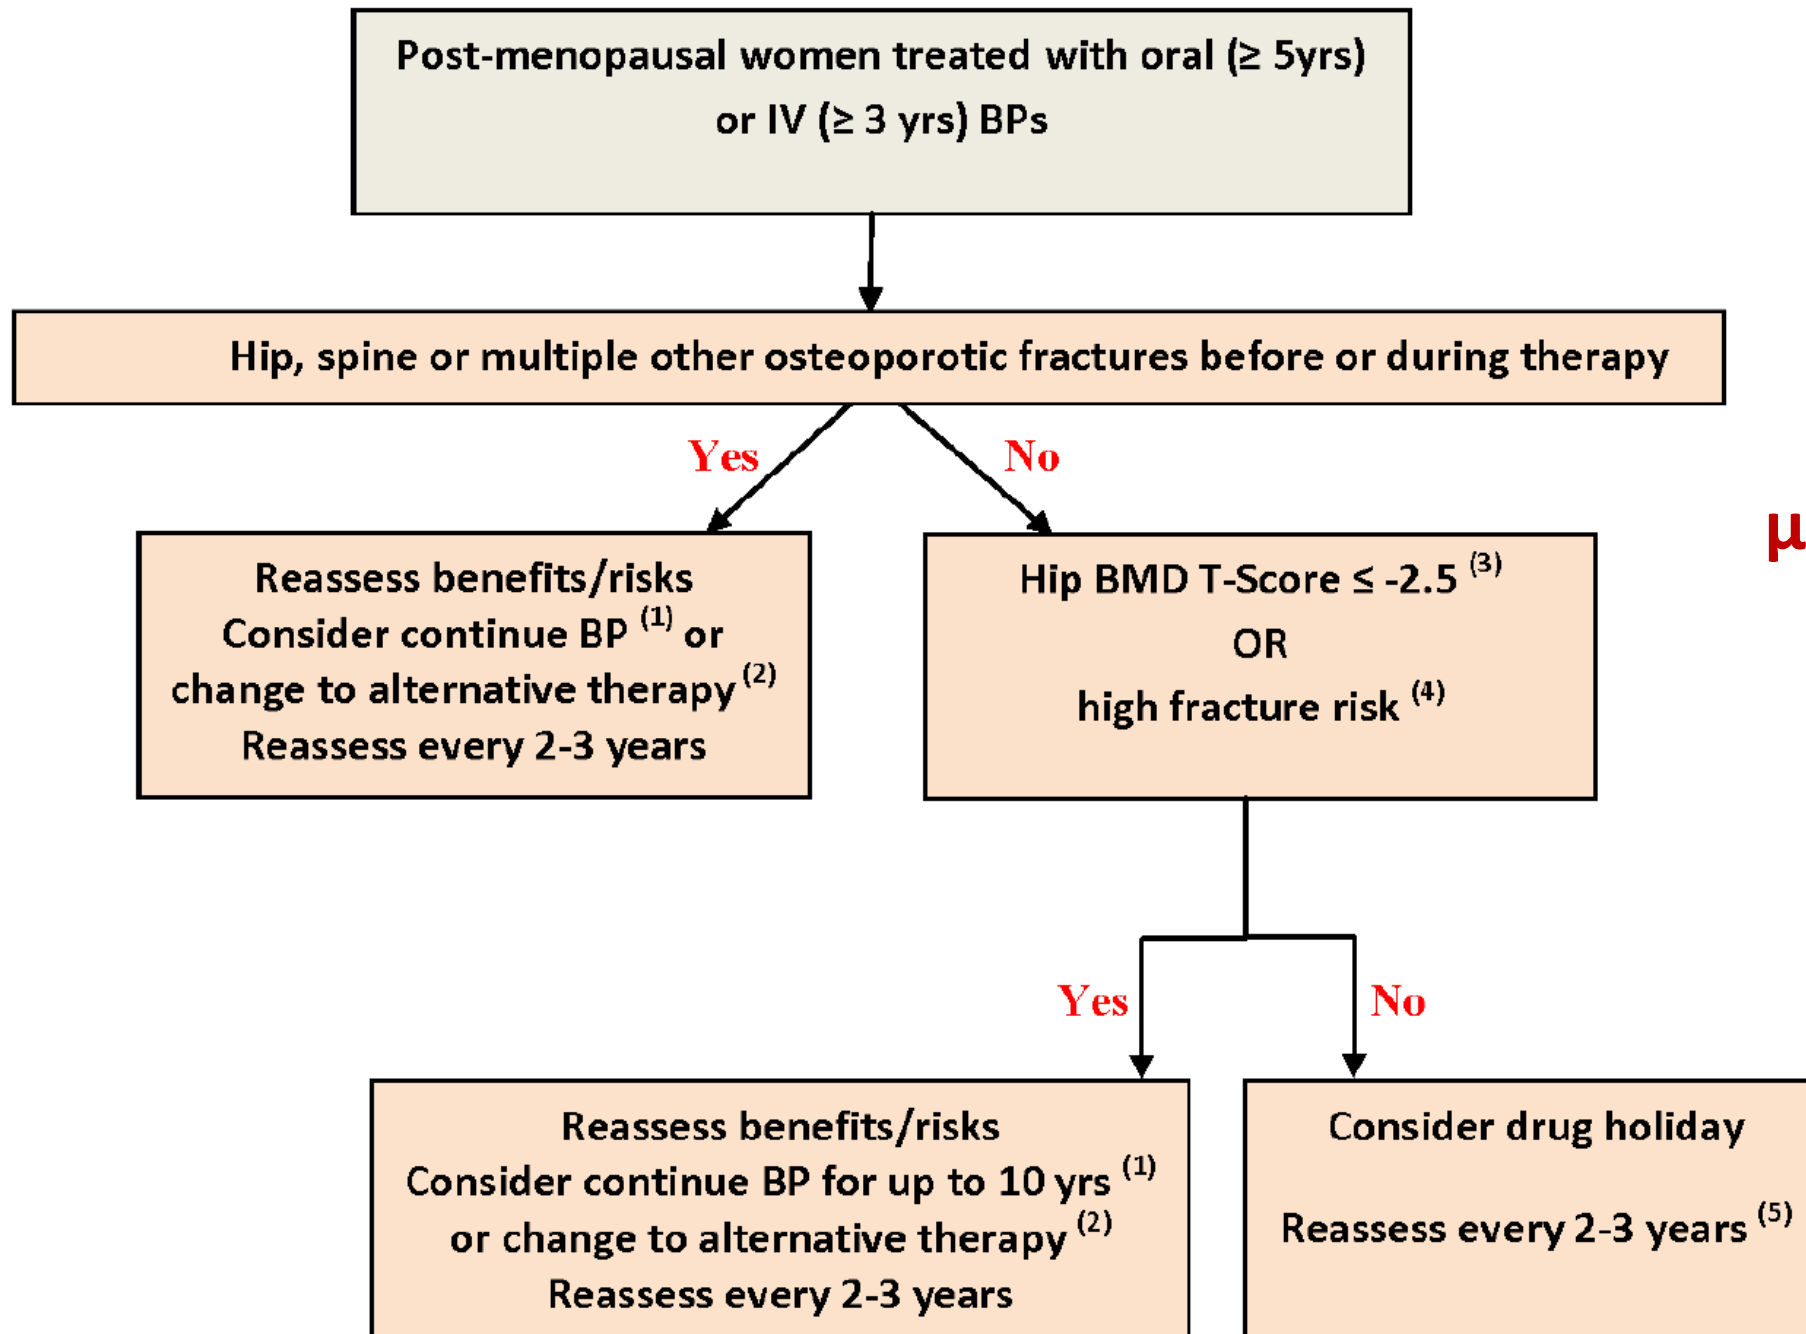 Post-menopausal women treated with oral (≥ 5yrs)
or IV (≥ 3 yrs) BPs
Hip, spine or multiple other osteoporotic fractures before or during therapy
Yes
No
Reassess benefits/risks
Consider continue BP (1) or
change to alternative therapy (2)
Reassess every 2-3 years
Hip BMD T-Score ≤ -2.5 (3)
OR
high fracture risk (4)
μ
Yes
No
Reassess benefits/risks
Consider continue BP for up to 10 yrs (1)
or change to alternative therapy (2)
Reassess every 2-3 years
Consider drug holiday
Reassess every 2-3 years (5)